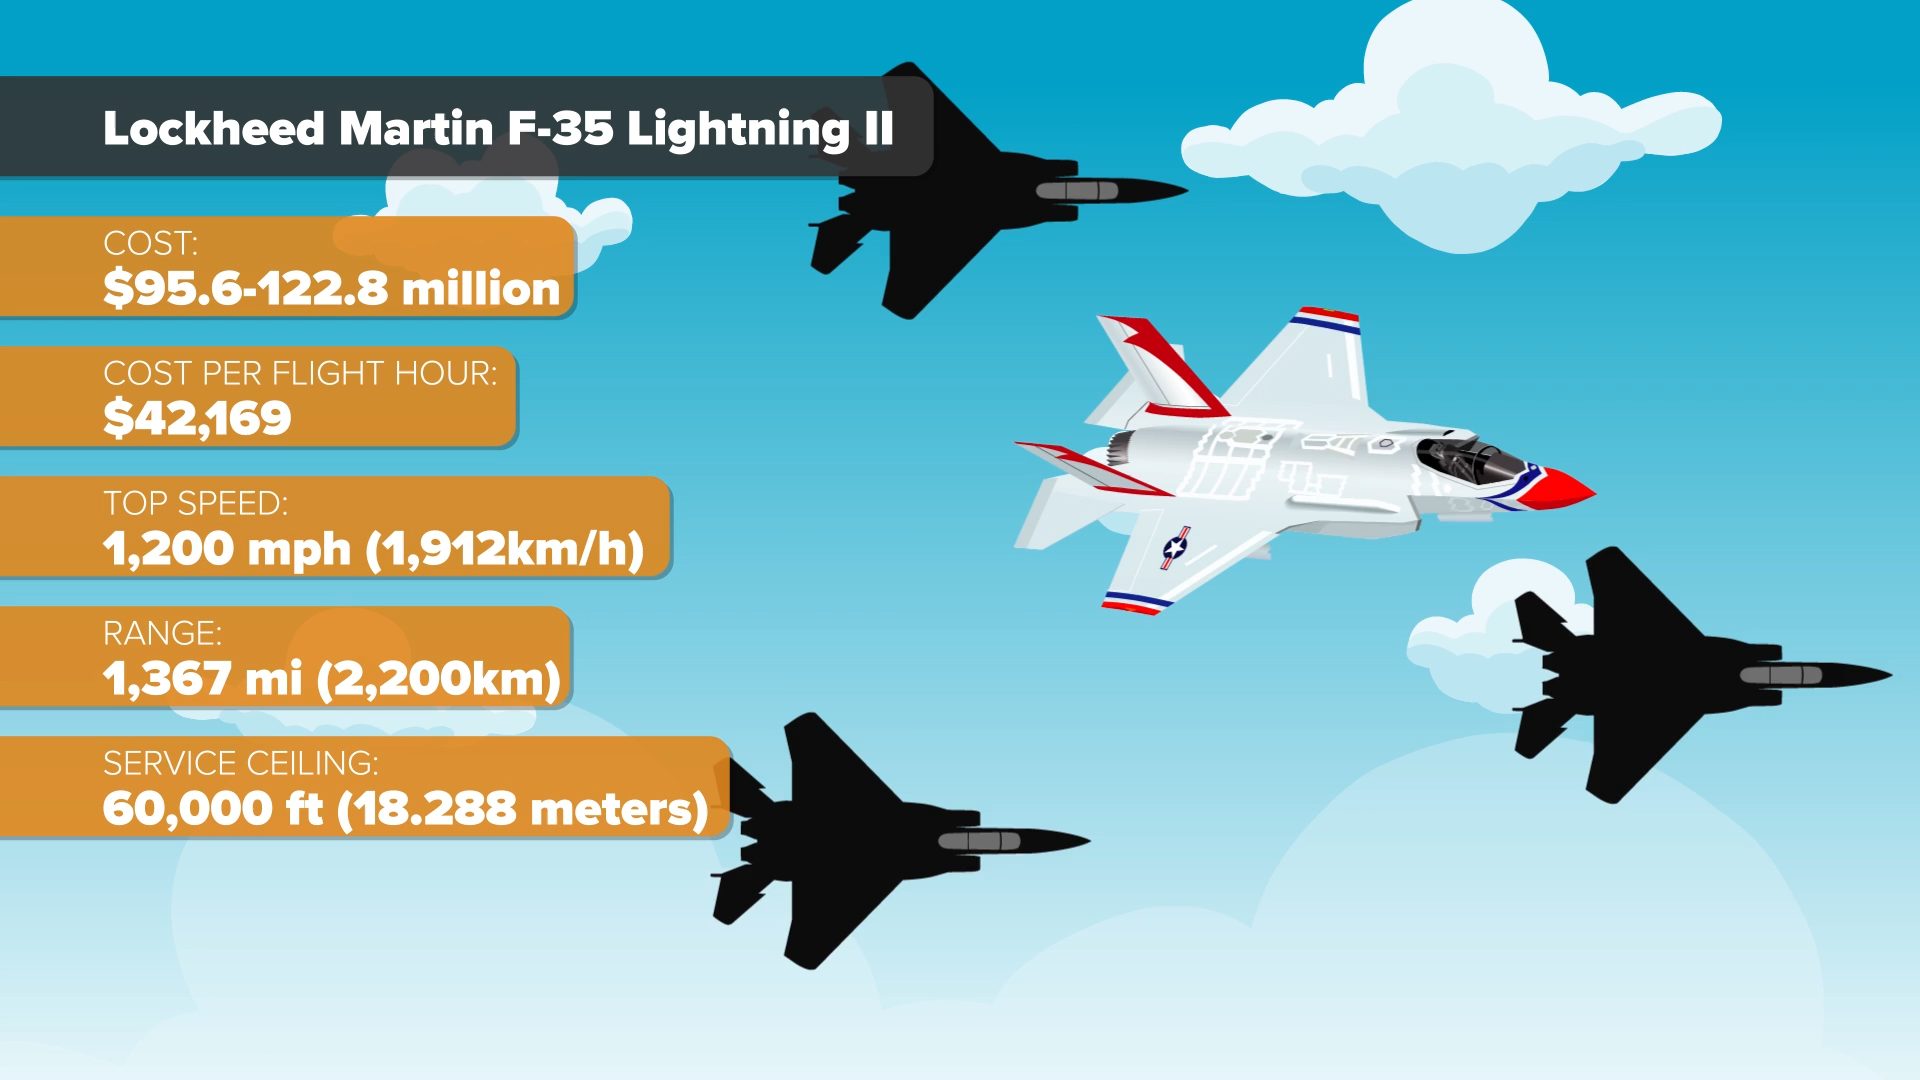 Lockheed Martin F-35 Lightning II
COST:
$95.6-122.8 million
COST PER FLIGHT HOUR:
$42,169
TOP SPEED:
1,200 mph (1,912km/h)
RANGE:
1,367 mi (2,200km)
SERVICE CEILING:
60,000 ft (18.288 meters)